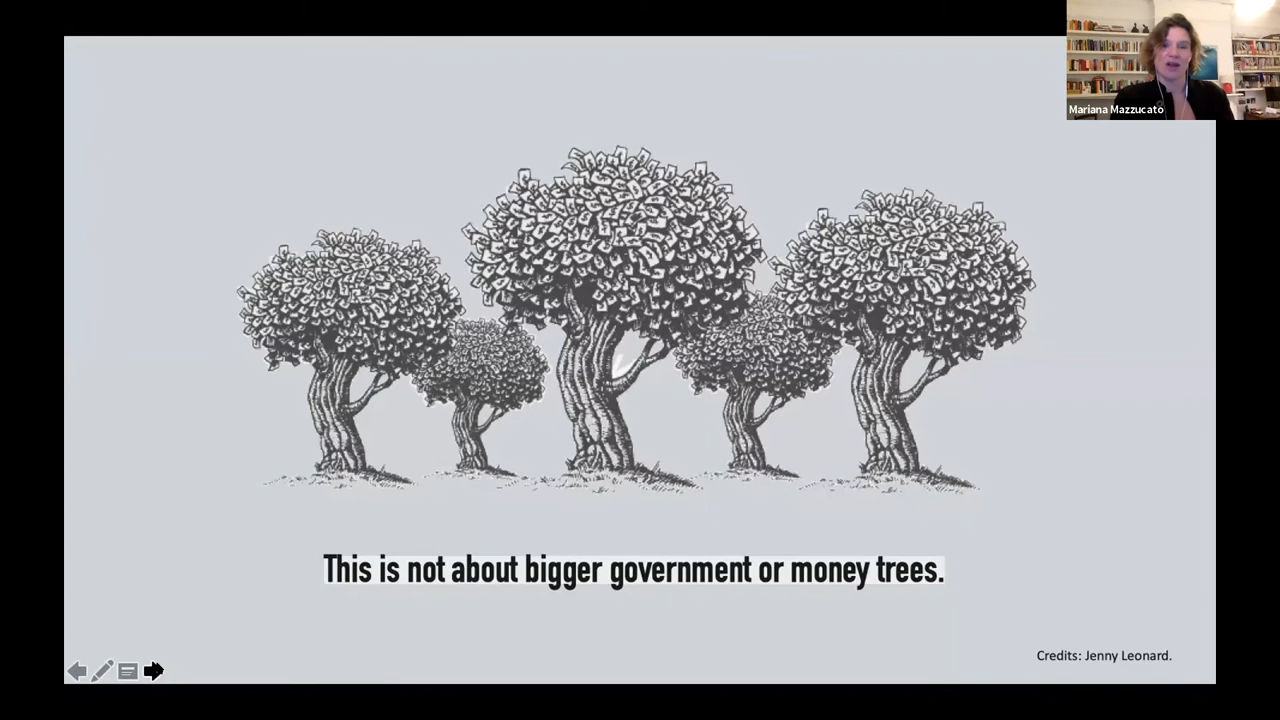 Mariana Mazzucato
This is not about bigger government or money trees.
Credits: Jenny Leonard.